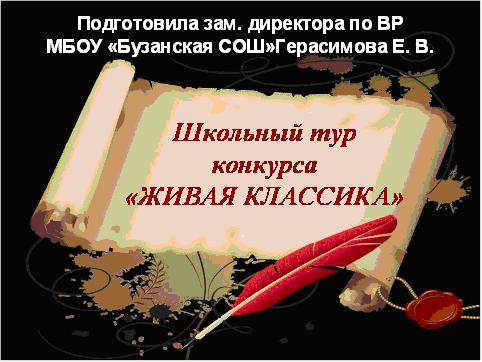 Подготовила зам. директора по ВР
МБОУ «Бузанская СОШ»Герасимова Е. В.
Школьный тур
конкурса
«ЖИВАЯ КЛАССИКА»